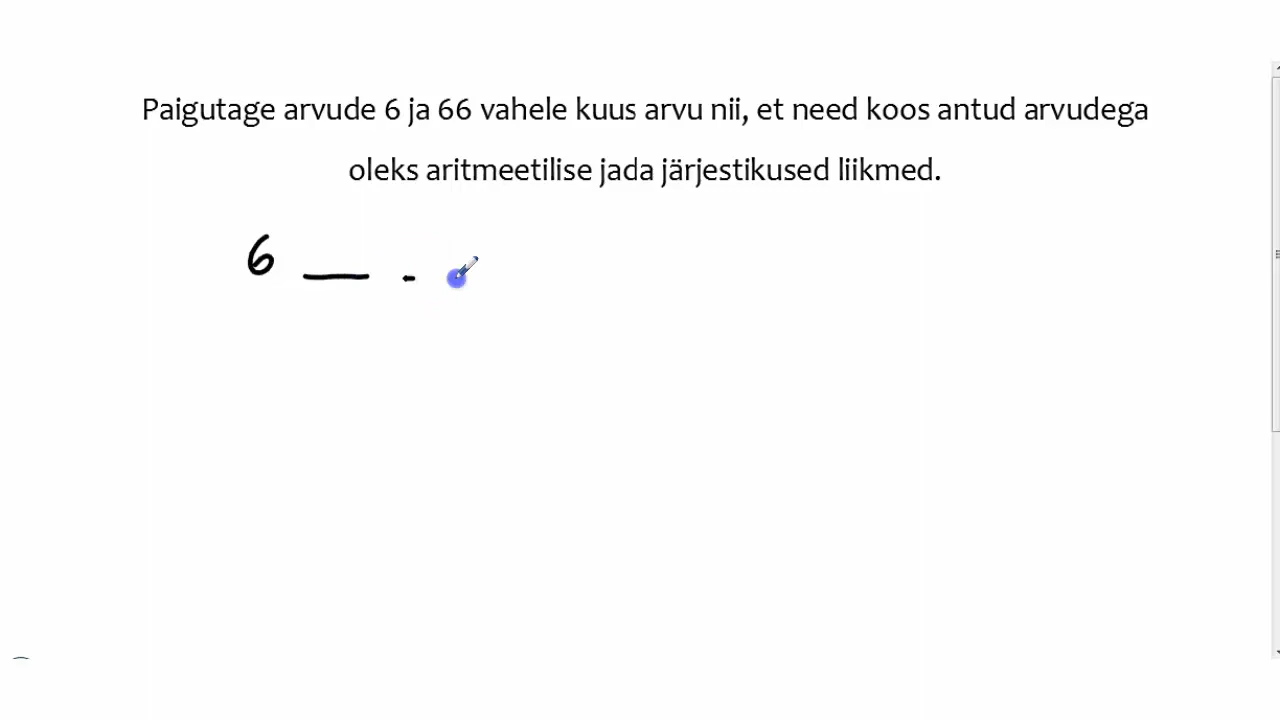 Paigutage arvude 6 ja 66 vahele kuus arvu nii, et need koos antud arvudega
oleks aritmeetilise jada järjestikused liikmed.
6 __ -